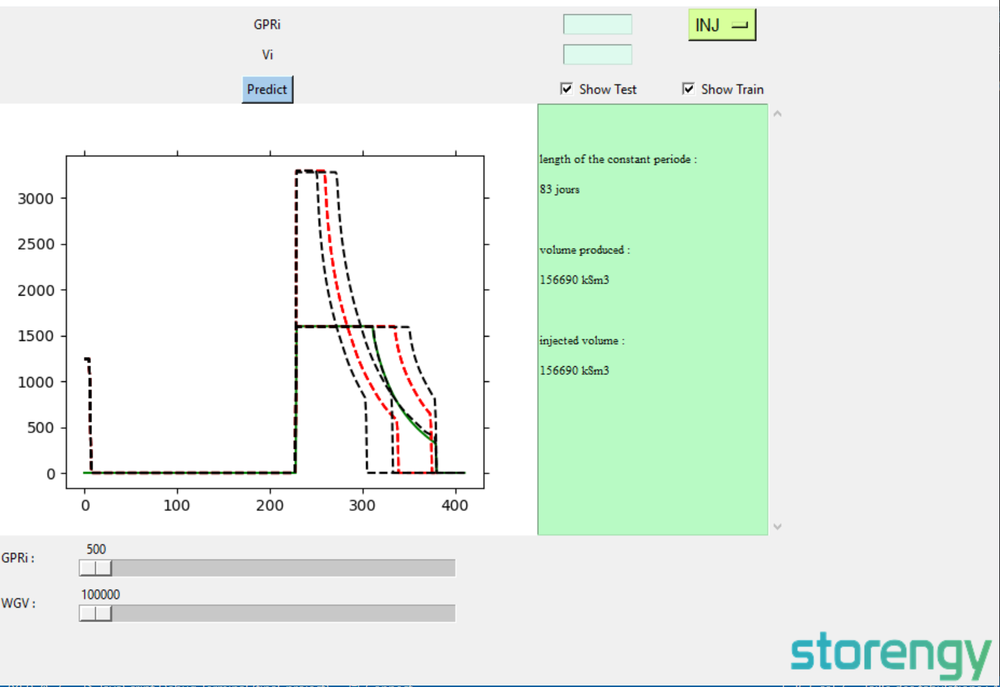 GPRi
INJ
Vi
Predict
Show Test
Show Train
length of the constant periode :
83 jours
volume produced :
156690 kSm3
injected volume :
156690 kSm3
3000
2500
2000
1500
1000
500
0
0 100 200 300 400
500
GPRi :
100000
WGV :
storengy